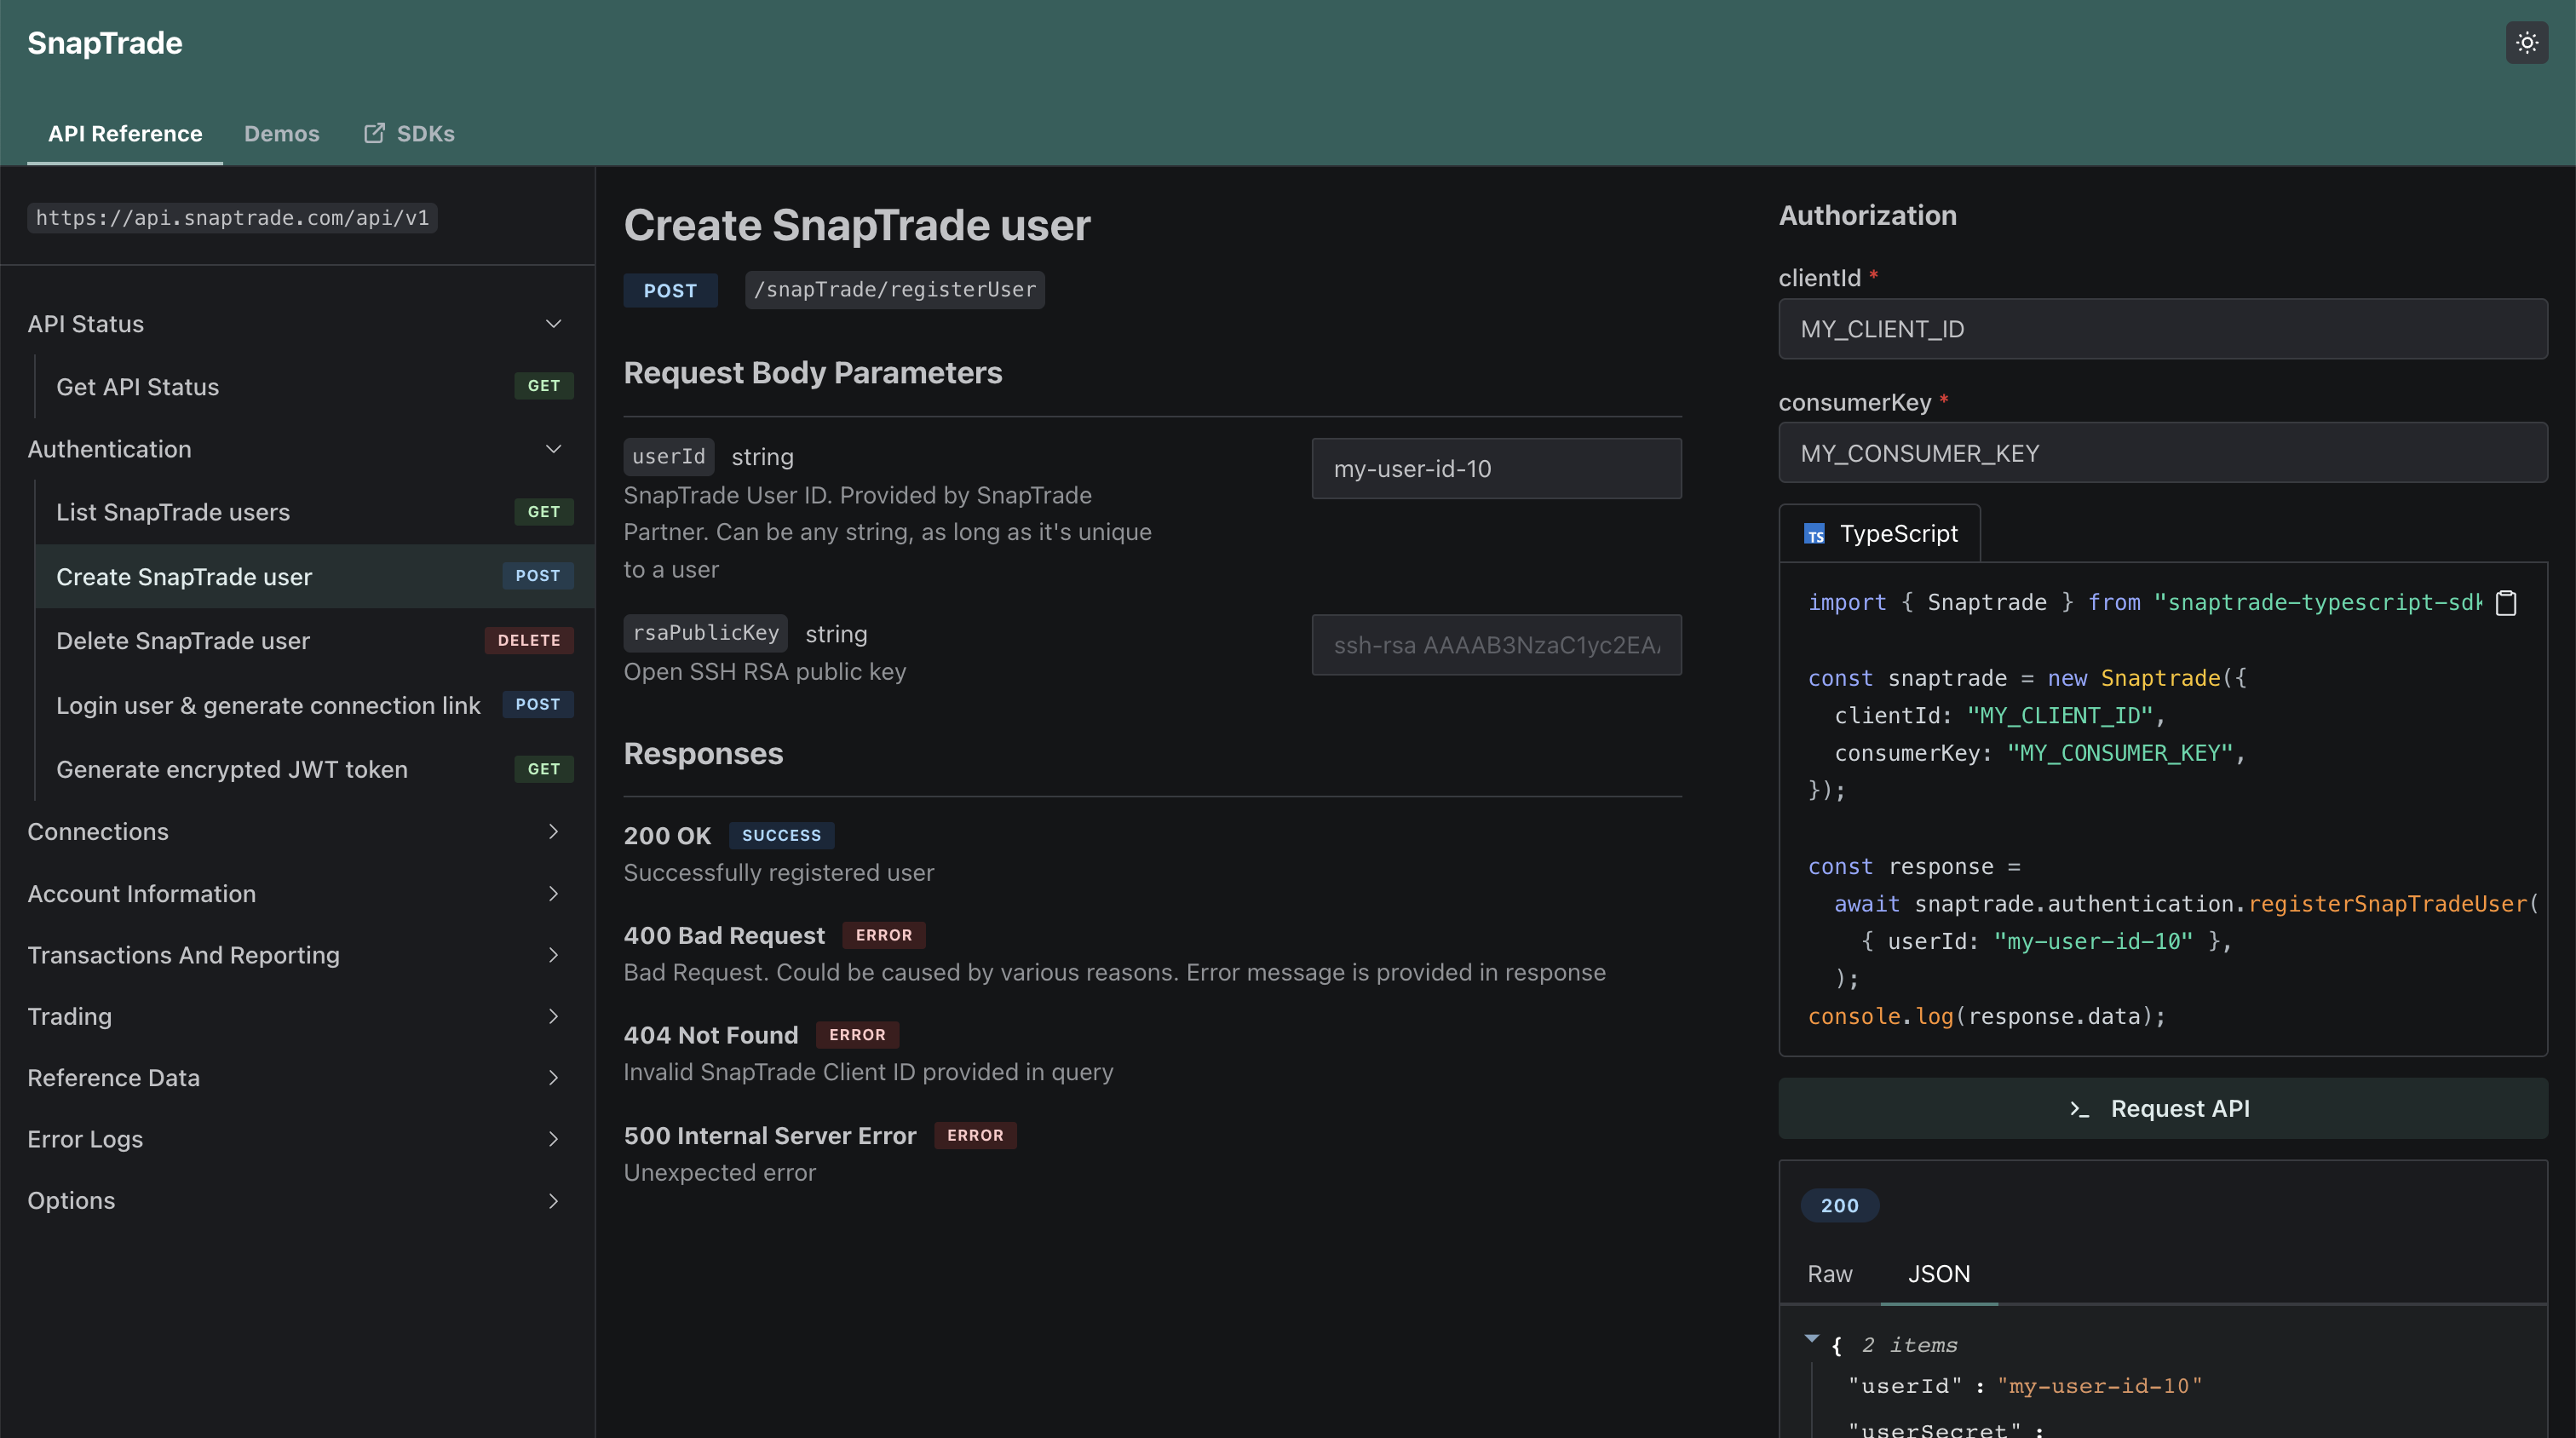 SnapTrade
API Reference
Demos
SDKs
https://api.snaptrade.com/api/v1
API Status
Get API Status GET
Authentication
List SnapTrade users GET
Create SnapTrade user POST
Delete SnapTrade user DELETE
Login user & generate connection link POST
Generate encrypted JWT token GET
Connections
Account Information
Transactions And Reporting
Trading
Reference Data
Error Logs
Options
Create SnapTrade user
POST /snapTrade/registerUser
Request Body Parameters
userId string
SnapTrade User ID. Provided by SnapTrade
Partner. Can be any string, as long as it's unique
to a user
my-user-id-10
rsaPublicKey string
Open SSH RSA public key
ssh-rsa AAAAB3NzaC1yc2EA
Responses
200 OK SUCCESS
Successfully registered user
400 Bad Request ERROR
Bad Request. Could be caused by various reasons. Error message is provided in response
404 Not Found ERROR
Invalid SnapTrade Client ID provided in query
500 Internal Server Error ERROR
Unexpected error
Authorization
clientId *
MY_CLIENT_ID
consumerKey *
MY_CONSUMER_KEY
TS TypeScript
import { Snaptrade } from "snaptrade-typescript-sdk
const snaptrade = new Snaptrade({
clientId: "MY_CLIENT_ID",
consumerKey: "MY_CONSUMER_KEY",
});
const response =
await snaptrade.authentication.registerSnapTradeUser(
{ userId: "my-user-id-10" },
);
console.log(response.data);
>_ Request API
200
Raw JSON
{ 2 items
"userId" : "my-user-id-10"
"userSecret" :